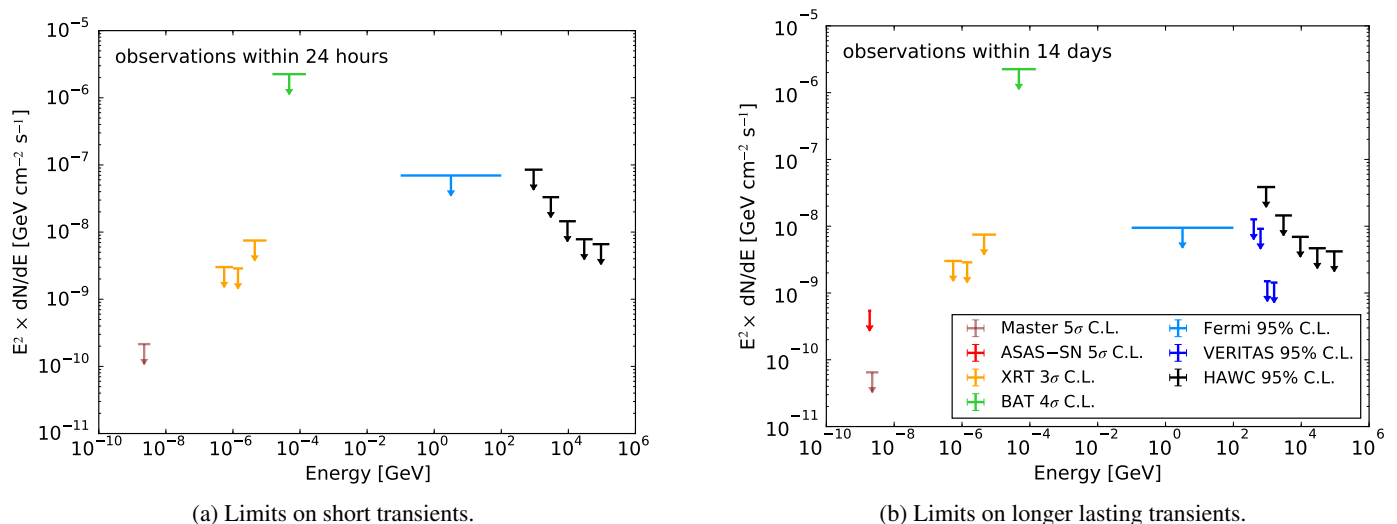 10⁻⁵
10⁻⁶
10⁻⁷
10⁻⁸
10⁻⁹
10⁻¹⁰
10⁻¹¹
E² × dN/dE [GeV cm⁻² s⁻¹]
observations within 24 hours
10⁻¹⁰ 10⁻⁸ 10⁻⁶ 10⁻⁴ 10⁻² 10⁰ 10² 10⁴ 10⁶
Energy [GeV]
(a) Limits on short transients.
10⁻⁵
10⁻⁶
10⁻⁷
10⁻⁸
10⁻⁹
10⁻¹⁰
10⁻¹¹
E² × dN/dE [GeV cm⁻² s⁻¹]
observations within 14 days
Master 5σ C.L.
ASAS−SN 5σ C.L.
XRT 3σ C.L.
BAT 4σ C.L.
Fermi 95% C.L.
VERITAS 95% C.L.
HAWC 95% C.L.
10⁻¹⁰ 10⁻⁸ 10⁻⁶ 10⁻⁴ 10⁻² 10⁰ 10² 10⁴ 10⁶
Energy [GeV]
(b) Limits on longer lasting transients.